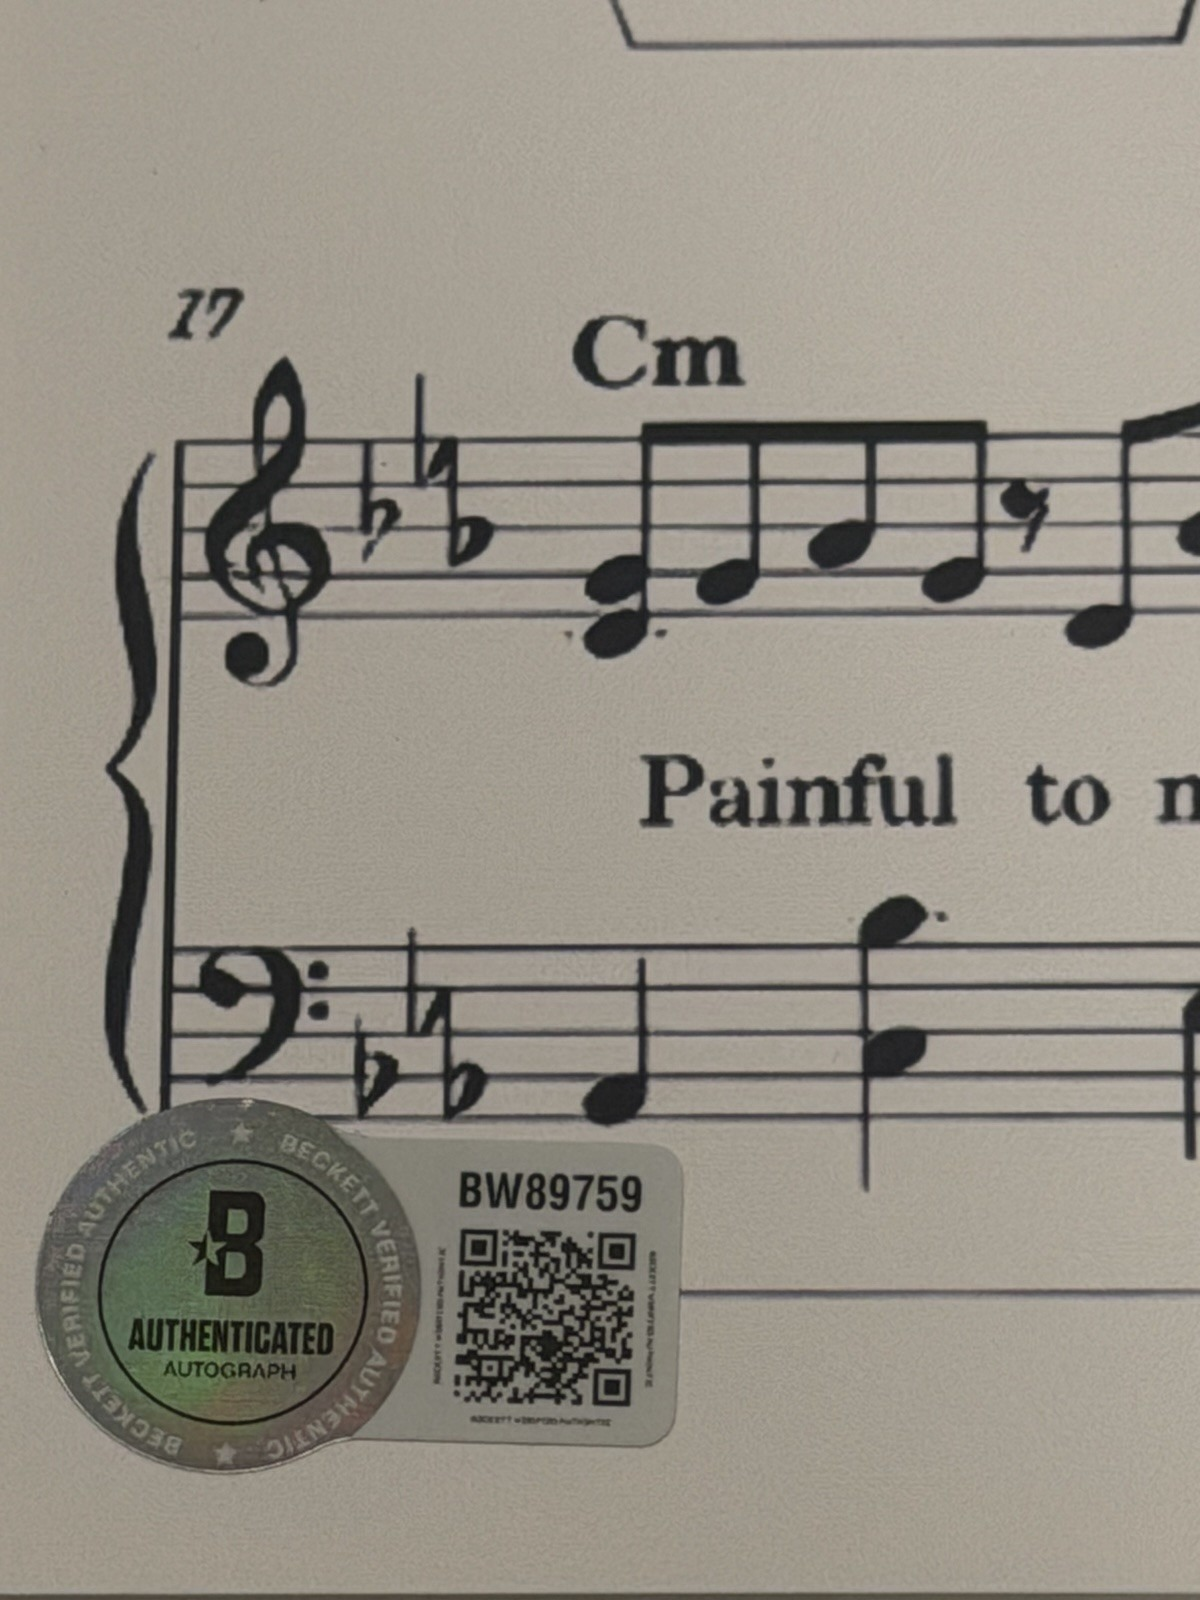 17
Cm
Painful to
BW89759
B
AUTHENTICATED
AUTOGRAPH
BECKETT VERIFIED AUTHENTIC ★ BECKETT VERIFIED AUTHENTIC ★